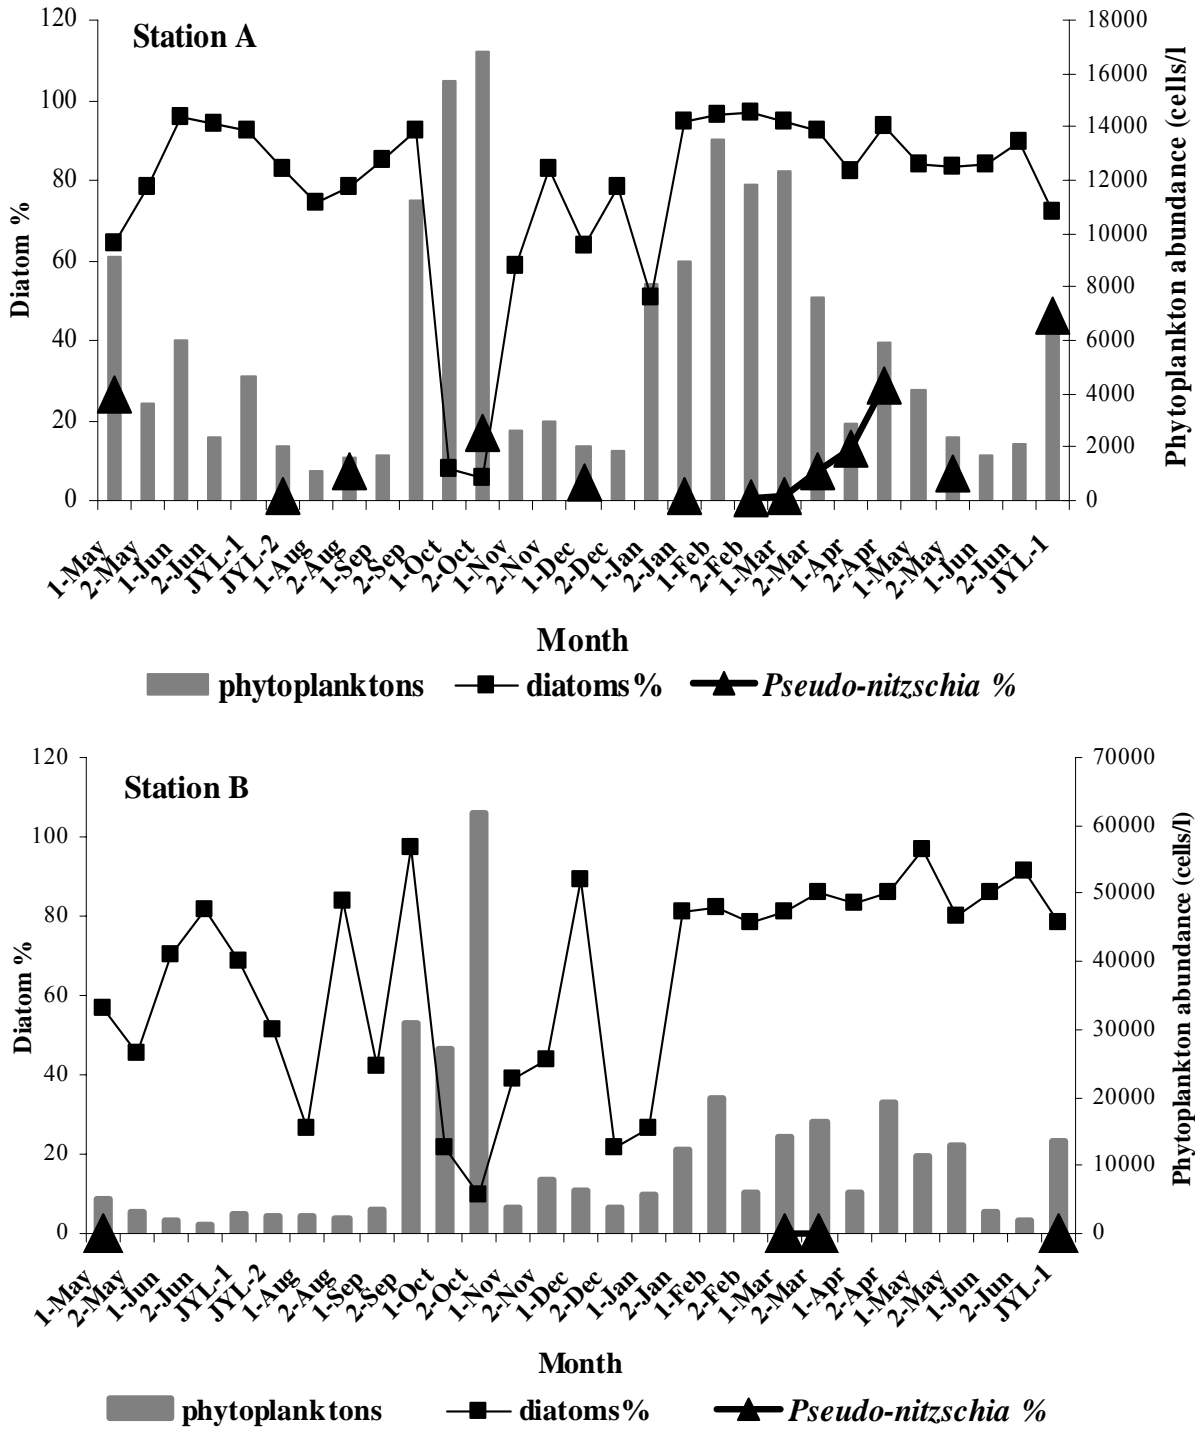 Station A
120
100
80
60
40
20
0
Diatom %
18000
16000
14000
12000
10000
8000
6000
4000
2000
0
Phytoplankton abundance (cells/l
1-May
2-May
1-Jun
2-Jun
JYL-1
JYL-2
1-Aug
2-Aug
1-Sep
2-Sep
1-Oct
2-Oct
1-Nov
2-Nov
1-Dec
2-Dec
1-Jan
2-Jan
1-Feb
2-Feb
1-Mar
2-Mar
1-Apr
2-Apr
1-May
2-May
1-Jun
2-Jun
JYL-1
Month
phytoplanktons diatoms% Pseudo-nitzschia %
Station B
120
100
80
60
40
20
0
Diatom %
70000
60000
50000
40000
30000
20000
10000
0
Phytoplankton abundance (cells/l)
1-May
2-May
1-Jun
2-Jun
JYL-1
JYL-2
1-Aug
2-Aug
1-Sep
2-Sep
1-Oct
2-Oct
1-Nov
2-Nov
1-Dec
2-Dec
1-Jan
2-Jan
1-Feb
2-Feb
1-Mar
2-Mar
1-Apr
2-Apr
1-May
2-May
1-Jun
2-Jun
JYL-1
Month
phytoplanktons diatoms% Pseudo-nitzschia %